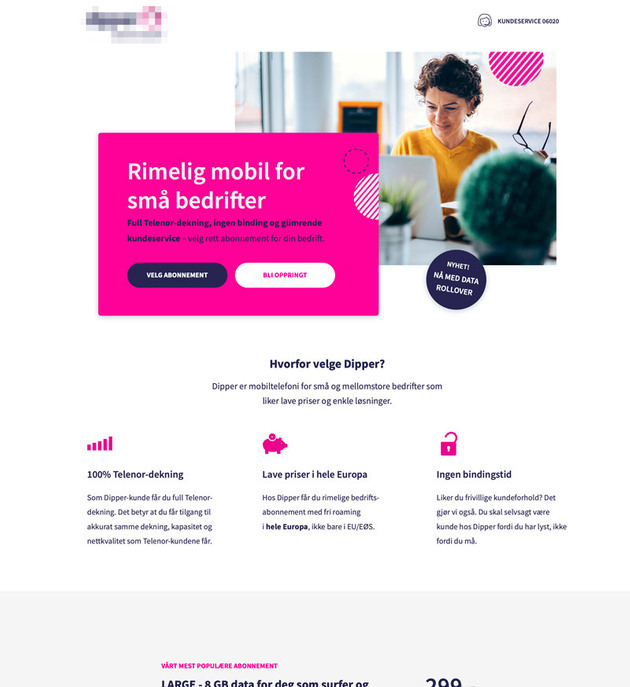 KUNDESERVICE 06020
Rimelig mobil for
små bedrifter
Full Telenor-dekning, ingen binding og glimrende
kundeservice – velg rett abonnement for din bedrift.
VELG ABONNEMENT
BLI OPPRINGT
NYHET!
NÅ MED DATA
ROLLOVER
Hvorfor velge Dipper?
Dipper er mobiltelefoni for små og mellomstore bedrifter som
liker lave priser og enkle løsninger.
100% Telenor-dekning
Som Dipper-kunde får du full Telenor-
dekning. Det betyr at du får tilgang til
akkurat samme dekning, kapasitet og
nettkvalitet som Telenor-kundene får.
Lave priser i hele Europa
Hos Dipper får du rimelige bedrifts-
abonnement med fri roaming
i hele Europa, ikke bare i EU/EØS.
Ingen bindingstid
Liker du frivillige kundeforhold? Det
gjør vi også. Du skal selvsagt være
kunde hos Dipper fordi du har lyst, ikke
fordi du må.
VÅRT MEST POPULÆRE ABONNEMENT
LARGE - 8 GB data for deg som surfer og
299,-